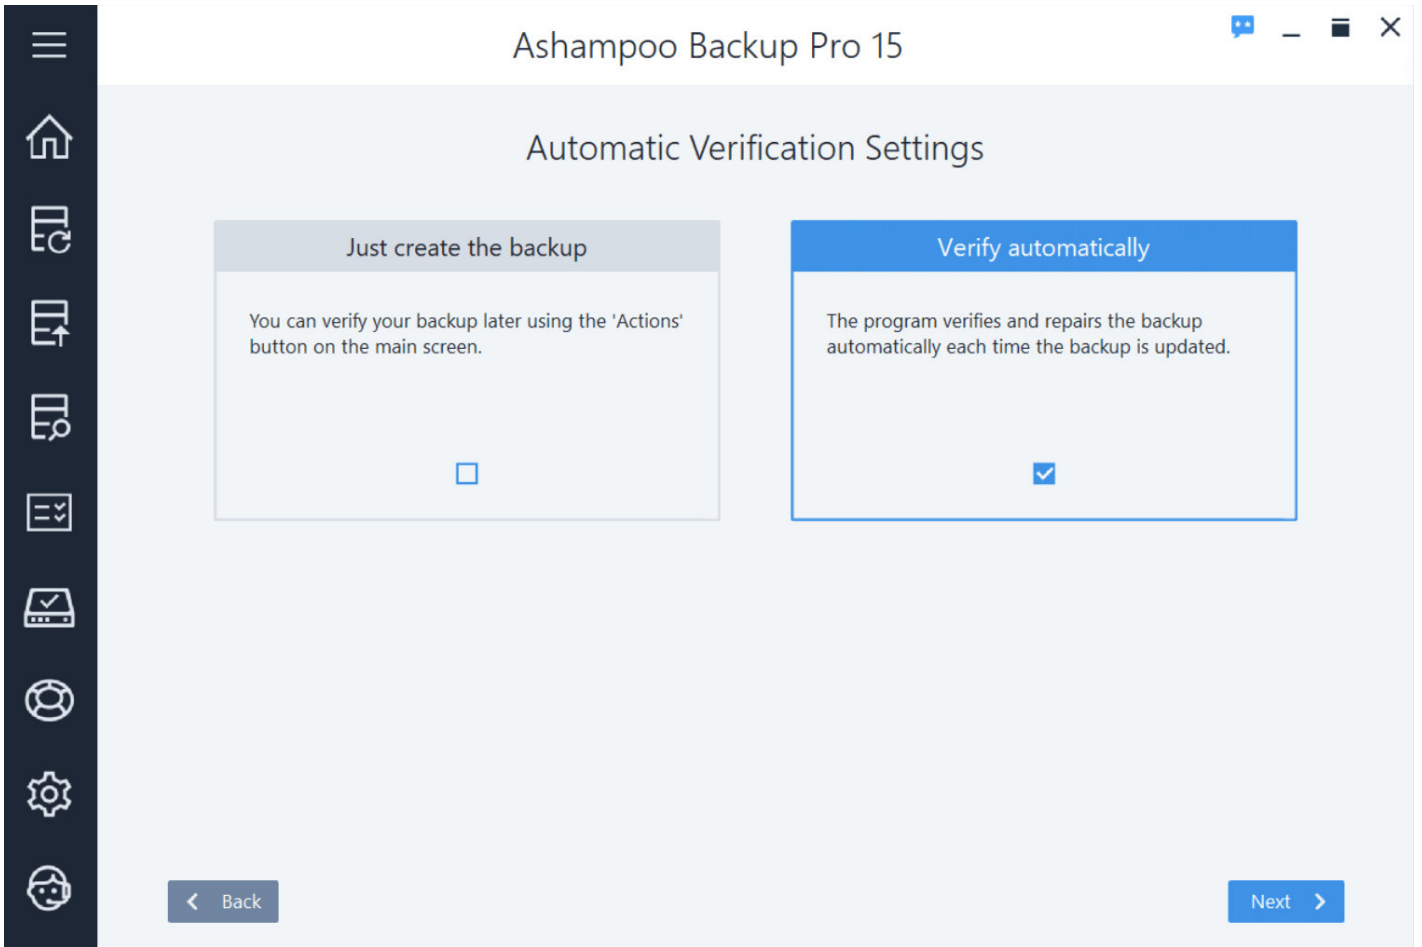 Ashampoo Backup Pro 15
Automatic Verification Settings
Just create the backup
You can verify your backup later using the 'Actions'
button on the main screen.
Verify automatically
The program verifies and repairs the backup
automatically each time the backup is updated.
Back
Next